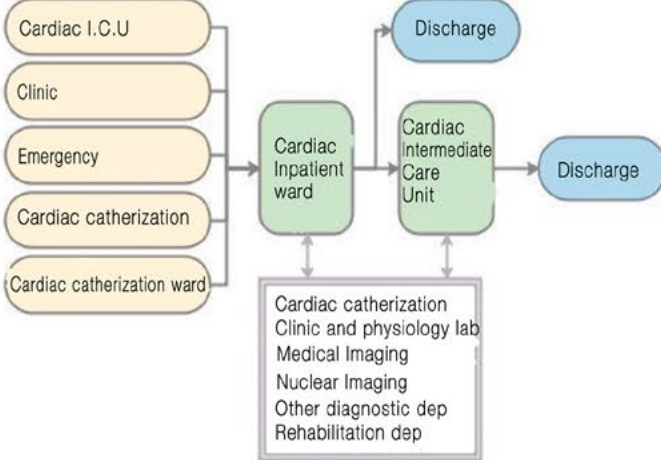 Cardiac I.C.U
Clinic
Emergency
Cardiac catherization
Cardiac catherization ward
Cardiac
Inpatient
ward
Discharge
Cardiac
Intermediate
Care
Unit
Discharge
Cardiac catherization
Clinic and physiology lab
Medical Imaging
Nuclear Imaging
Other diagnostic dep
Rehabilitation dep